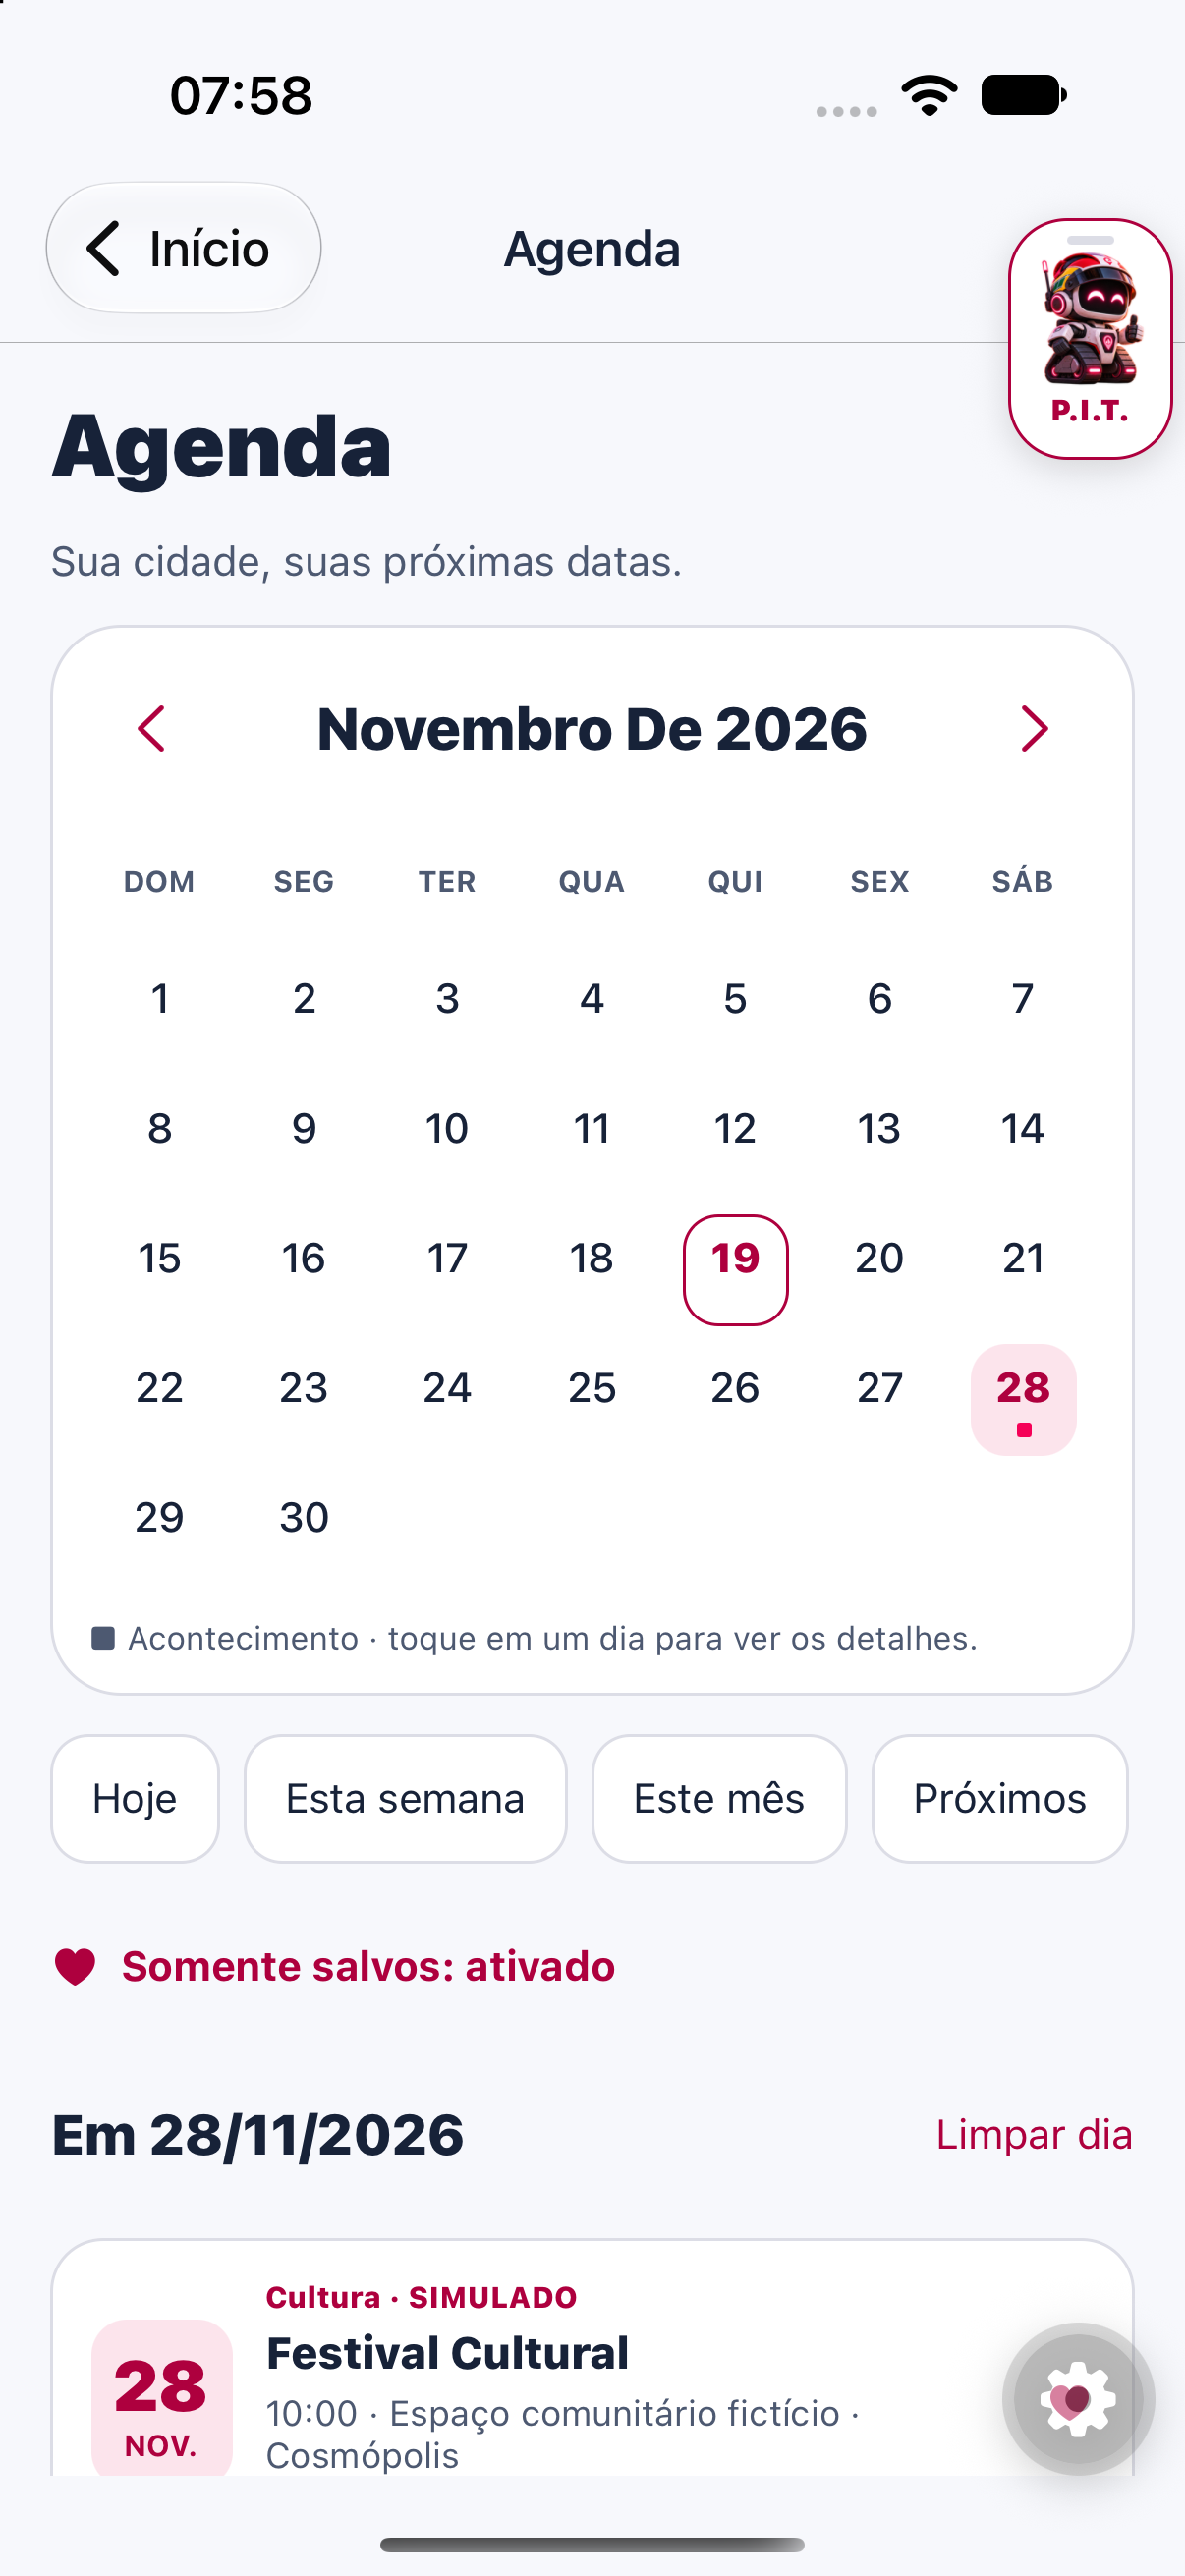 07:58
Início
Agenda
P.I.T.
Agenda
Sua cidade, suas próximas datas.
Novembro De 2026
DOM SEG TER QUA QUI SEX SÁB
1 2 3 4 5 6 7
8 9 10 11 12 13 14
15 16 17 18 19 20 21
22 23 24 25 26 27 28
29 30
Acontecimento · toque em um dia para ver os detalhes.
Hoje Esta semana Este mês Próximos
Somente salvos: ativado
Em 28/11/2026 Limpar dia
Cultura · SIMULADO
28
NOV.
Festival Cultural
10:00 · Espaço comunitário fictício ·
Cosmópolis